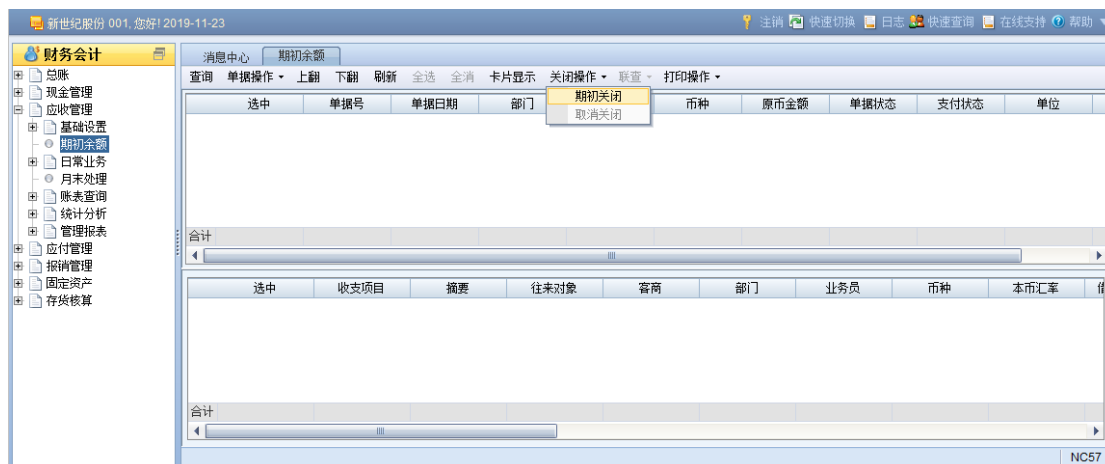 新世纪股份 001, 您好! 2019-11-23 注销 快速切换 日志 快速查询 在线支持 帮助
财务会计
消息中心 期初余额
查询 单据操作 上翻 下翻 刷新 全选 全消 卡片显示 关闭操作 联查 打印操作
期初关闭
取消关闭
选中 单据号 单据日期 部门 币种 原币金额 单据状态 支付状态 单位
合计
选中 收支项目 摘要 往来对象 客商 部门 业务员 币种 本币汇率 借
合计
总账
现金管理
应收管理
基础设置
期初余额
日常业务
月末处理
账表查询
统计分析
管理报表
应付管理
报销管理
固定资产
存货核算
NC57